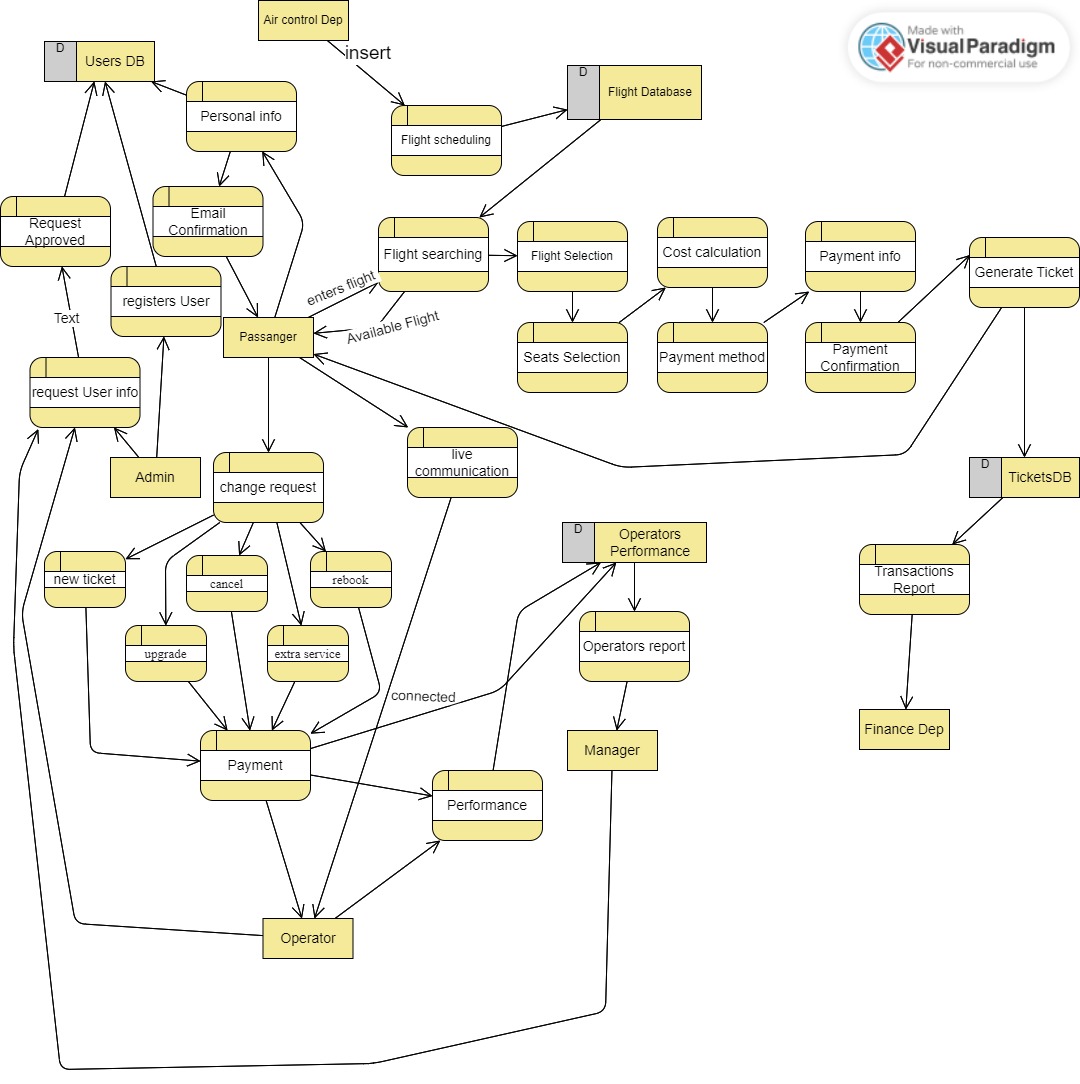 Air control Dep
Made with
VisualParadigm
For non-commercial use
D
Users DB
insert
D
Flight Database
Personal info
Flight scheduling
Request
Approved
Email
Confirmation
Flight searching
Flight Selection
Cost calculation
Payment info
Generate Ticket
registers User
enters flight
Available Flight
Text
Passanger
Seats Selection
Payment method
Payment
Confirmation
request User info
live
communication
Admin
change request
D
TicketsDB
D
Operators
Performance
new ticket
cancel
rebook
Transactions
Report
upgrade
extra service
Operators report
connected
Finance Dep
Manager
Payment
Performance
Operator